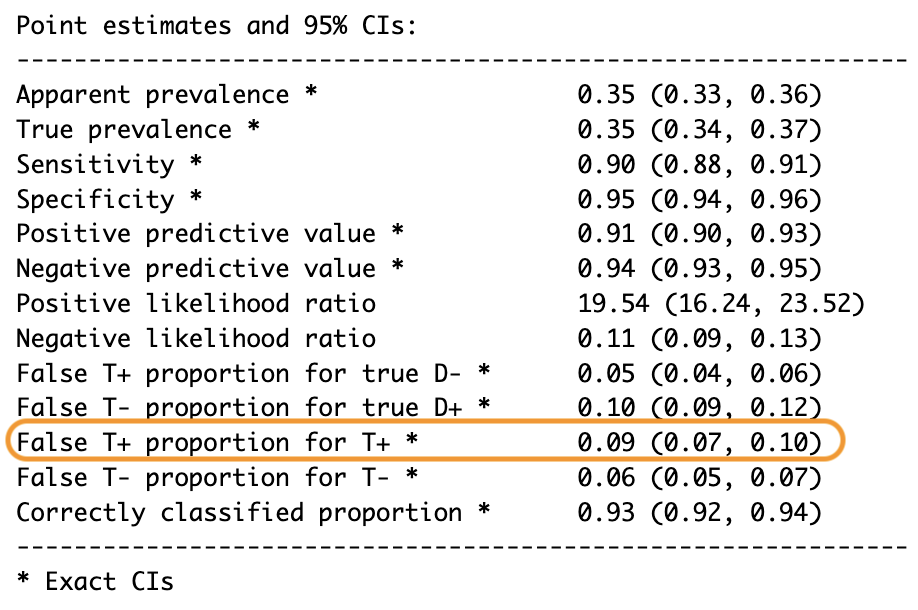 Point estimates and 95% CIs:
--------------------------------------------------------------
Apparent prevalence * 0.35 (0.33, 0.36)
True prevalence * 0.35 (0.34, 0.37)
Sensitivity * 0.90 (0.88, 0.91)
Specificity * 0.95 (0.94, 0.96)
Positive predictive value * 0.91 (0.90, 0.93)
Negative predictive value * 0.94 (0.93, 0.95)
Positive likelihood ratio 19.54 (16.24, 23.52)
Negative likelihood ratio 0.11 (0.09, 0.13)
False T+ proportion for true D- * 0.05 (0.04, 0.06)
False T- proportion for true D+ * 0.10 (0.09, 0.12)
False T+ proportion for T+ * 0.09 (0.07, 0.10)
False T- proportion for T- * 0.06 (0.05, 0.07)
Correctly classified proportion * 0.93 (0.92, 0.94)
--------------------------------------------------------------
* Exact CIs